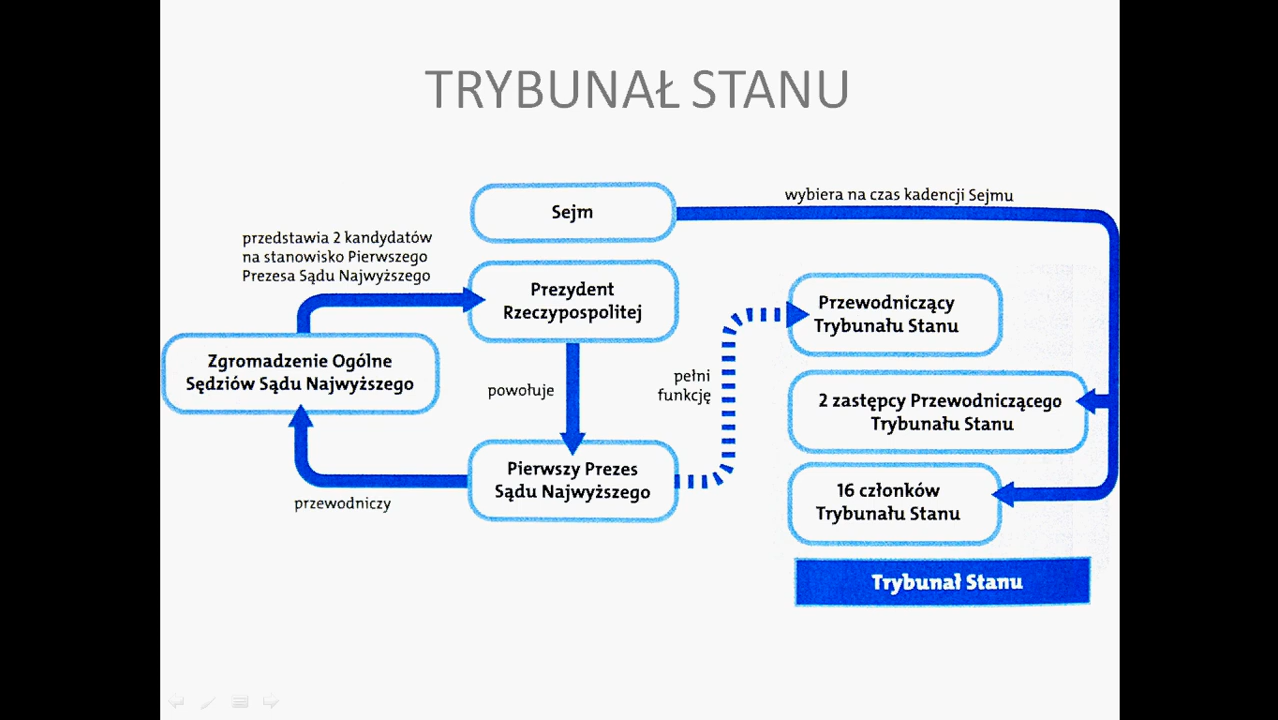 TRYBUNAŁ STANU
wybiera na czas kadencji Sejmu
Sejm
przedstawia 2 kandydatów
na stanowisko Pierwszego
Prezesa Sądu Najwyższego
Prezydent
Rzeczypospolitej
Przewodniczący
Trybunału Stanu
Zgromadzenie Ogólne
Sędziów Sądu Najwyższego
powołuje
pełni
funkcję
2 zastępcy Przewodniczącego
Trybunału Stanu
Pierwszy Prezes
Sądu Najwyższego
przewodniczy
16 członków
Trybunału Stanu
Trybunał Stanu